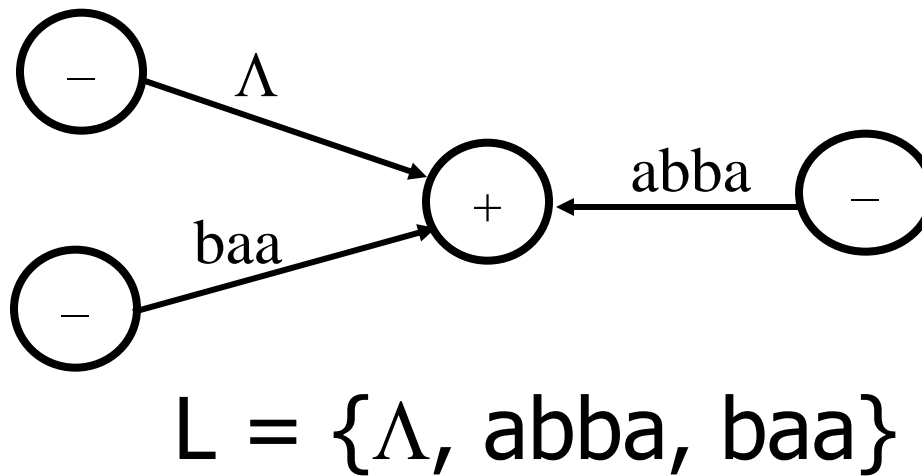 –
Λ
abba
–
+
baa
–
L = {Λ, abba, baa}